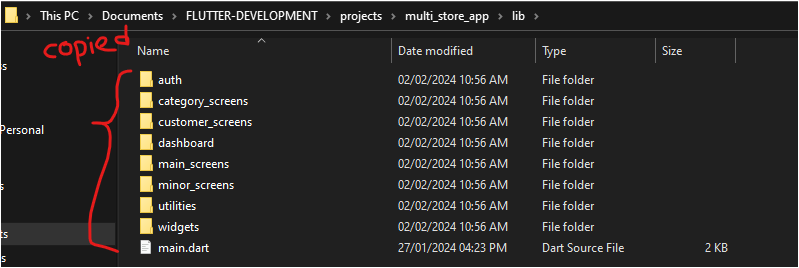 This PC > Documents > FLUTTER-DEVELOPMENT > projects > multi_store_app > lib >
copied
Name Date modified Type Size
auth 02/02/2024 10:56 AM File folder
category_screens 02/02/2024 10:56 AM File folder
Personal customer_screens 02/02/2024 10:56 AM File folder
dashboard 02/02/2024 10:56 AM File folder
main_screens 02/02/2024 10:56 AM File folder
minor_screens 02/02/2024 10:56 AM File folder
utilities 02/02/2024 10:56 AM File folder
widgets 02/02/2024 10:56 AM File folder
main.dart 27/01/2024 04:23 PM Dart Source File 2 KB